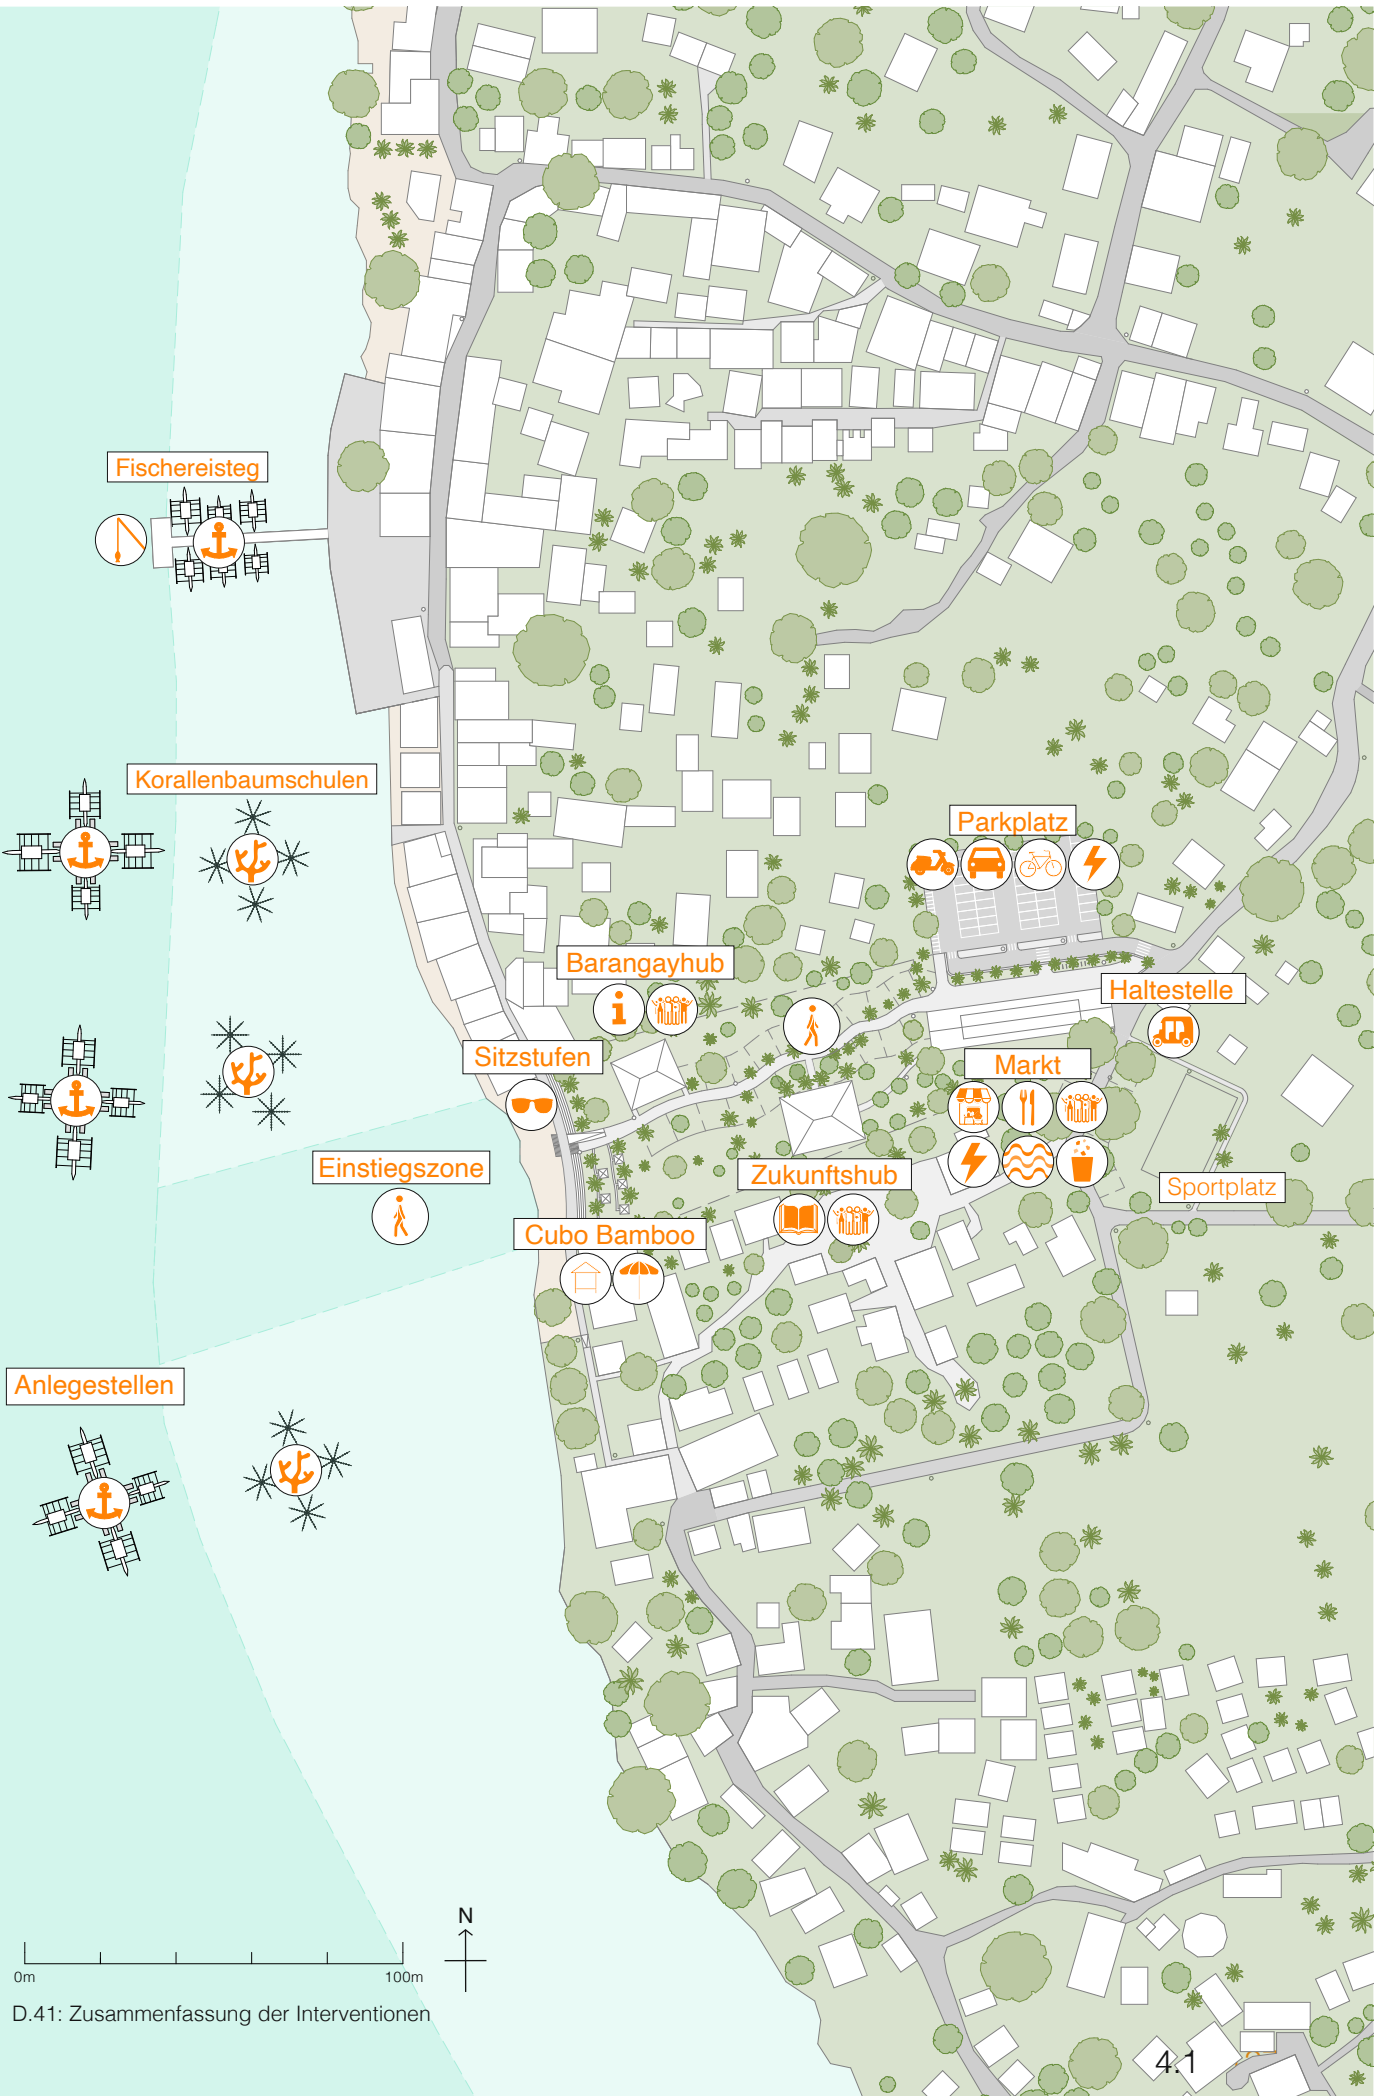 Fischereisteg
Korallenbaumschulen
Parkplatz
Barangayhub
Haltestelle
Sitzstufen
Markt
Einstiegszone
Zukunftshub
Sportplatz
Cubo Bamboo
Anlegestellen
N
0m
100m
D.41: Zusammenfassung der Interventionen
4.1